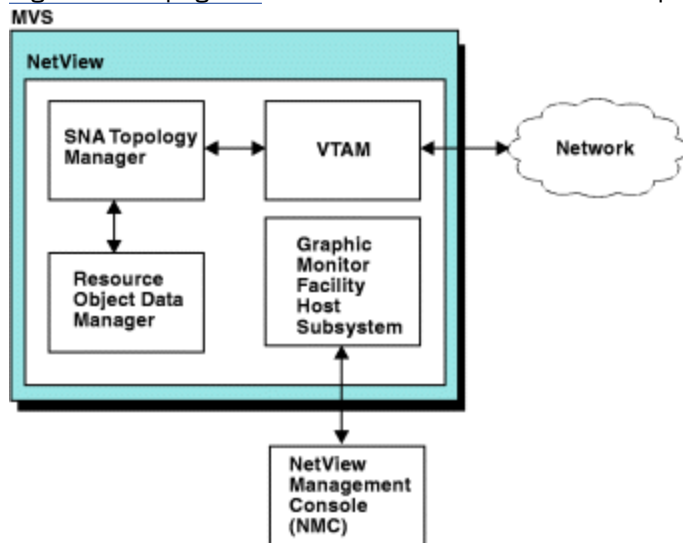 MVS
NetView
SNA Topology
Manager
VTAM
Network
Resource
Object Data
Manager
Graphic
Monitor
Facility
Host
Subsystem
NetView
Management
Console
(NMC)